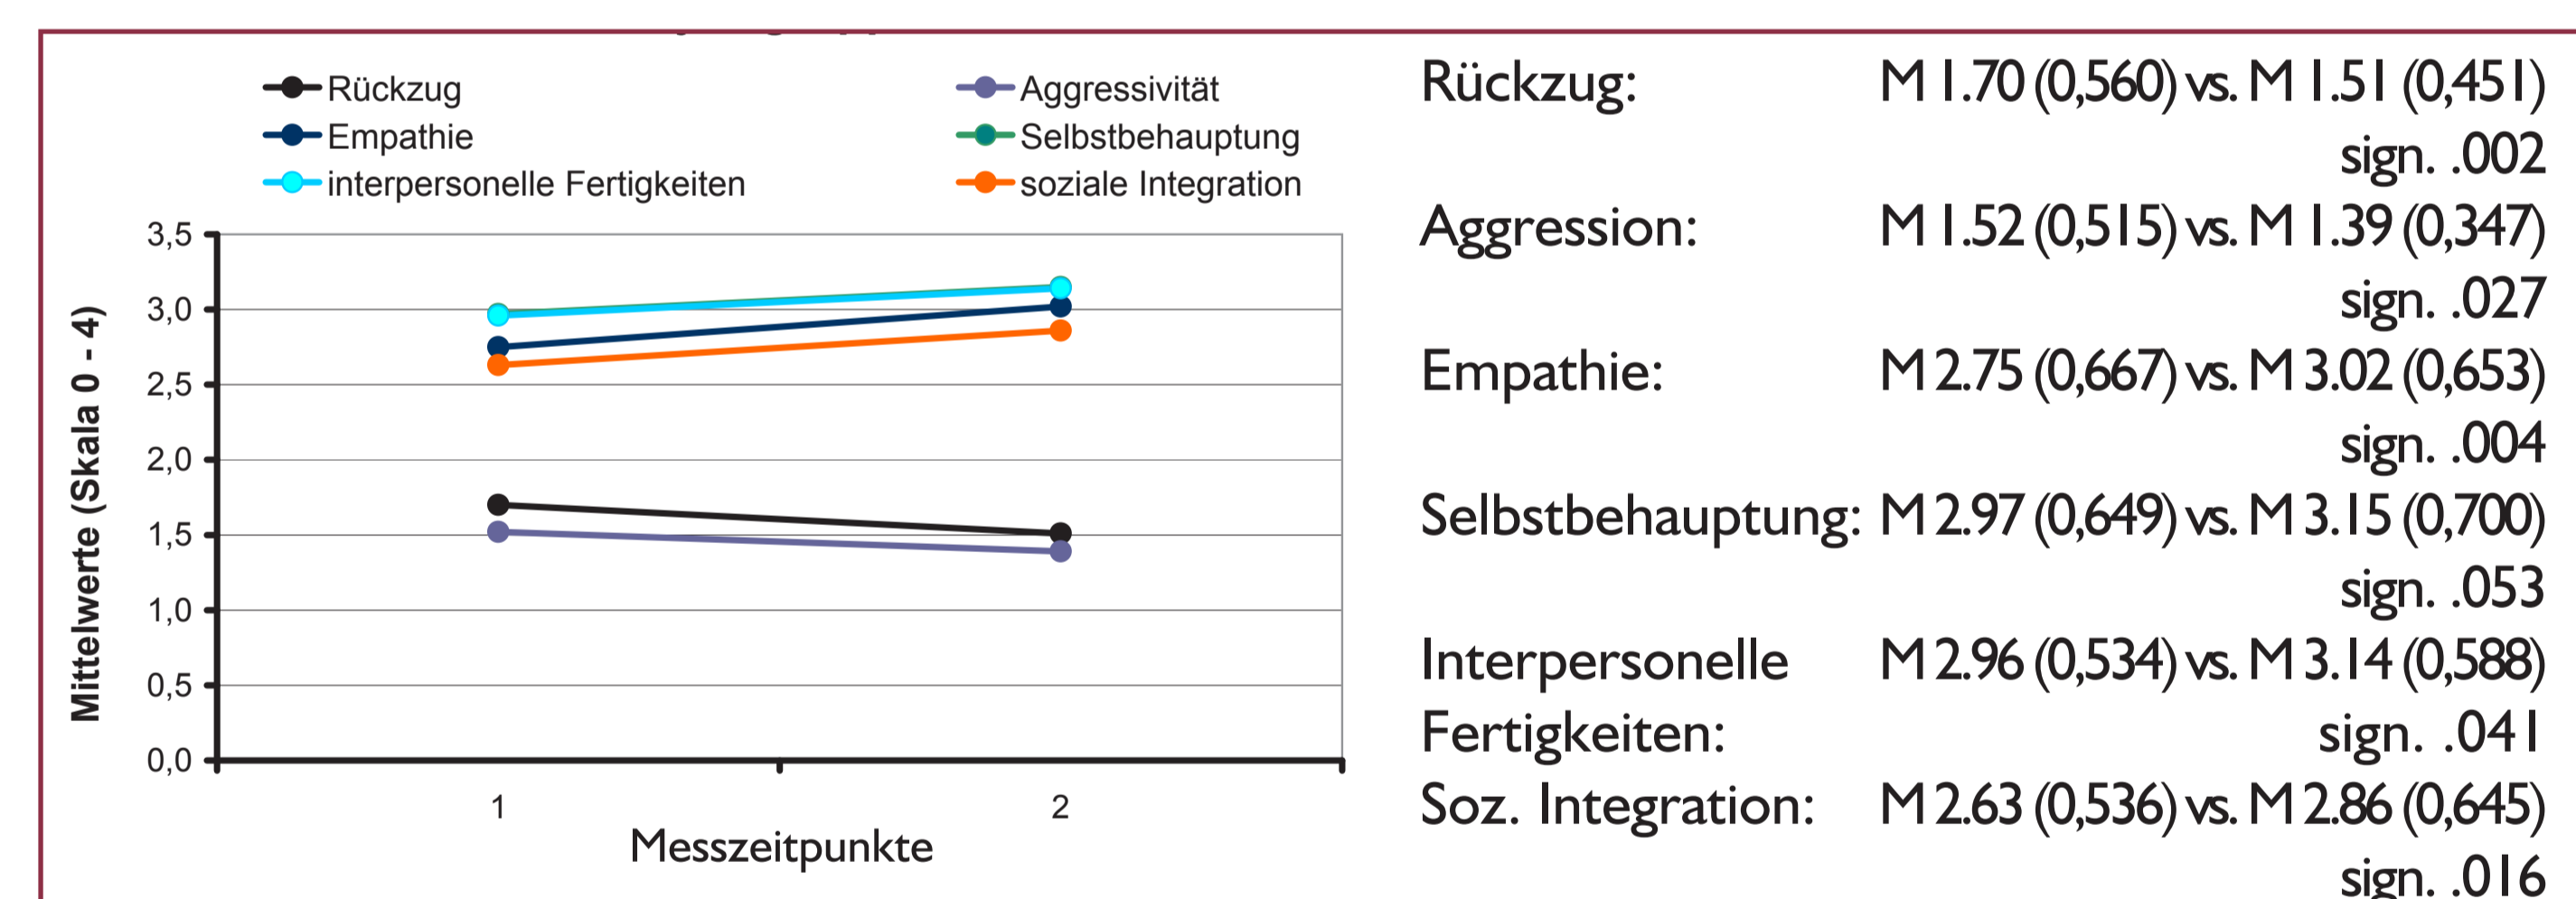 Rückzug
Aggressivität
Empathie
Selbstbehauptung
interpersonelle Fertigkeiten
soziale Integration
Mittelwerte (Skala 0 - 4)
3,5
3,0
2,5
2,0
1,5
1,0
0,5
0,0
1
2
Messzeitpunkte
Rückzug: M 1.70 (0,560) vs. M 1.51 (0,451)
sign. .002
Aggression: M 1.52 (0,515) vs. M 1.39 (0,347)
sign. .027
Empathie: M 2.75 (0,667) vs. M 3.02 (0,653)
sign. .004
Selbstbehauptung: M 2.97 (0,649) vs. M 3.15 (0,700)
sign. .053
Interpersonelle M 2.96 (0,534) vs. M 3.14 (0,588)
Fertigkeiten: sign. .041
Soz. Integration: M 2.63 (0,536) vs. M 2.86 (0,645)
sign. .016